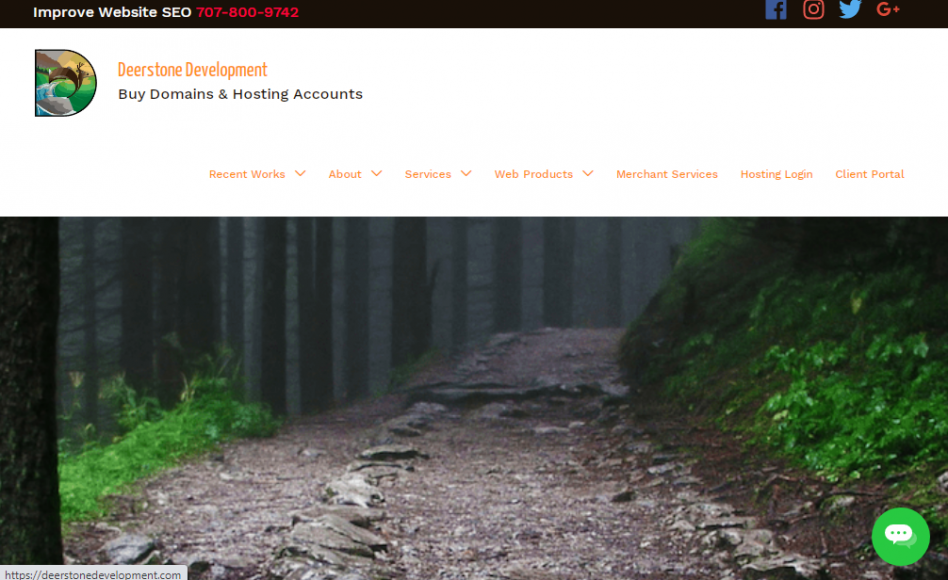 Improve Website SEO 707-800-9742
Deerstone Development
Buy Domains & Hosting Accounts
Recent Works About Services Web Products Merchant Services Hosting Login Client Portal
https://deerstonedevelopment.com